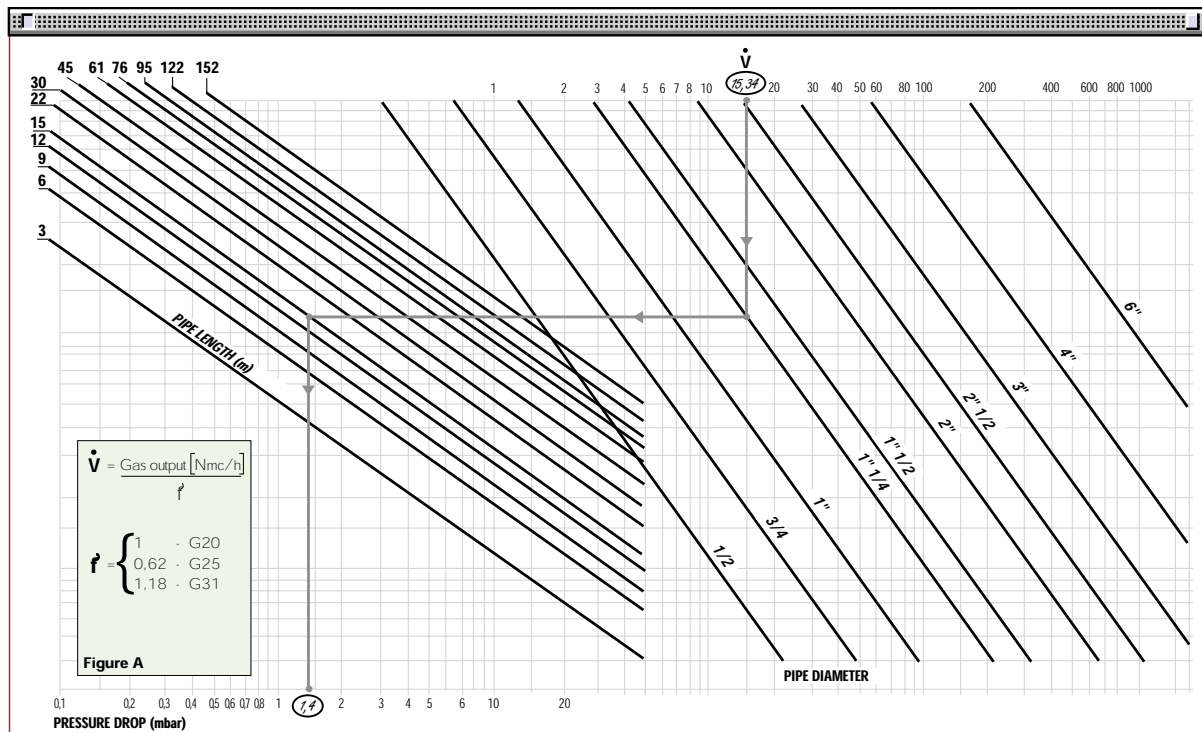 45 61 76 95 122 152
30
22
15
12
9
6
3
V̇
15,34
1 2 3 4 5 6 7 8 10 20 30 40 50 60 80 100 200 400 600 800 1000
PIPE LENGTH (m)
V̇ = Gas output [Nmc/h]
f
f = { 1 - G20
0,62 - G25
1,18 - G31
Figure A
1/2
3/4
1"
1" 1/4
1" 1/2
2"
2" 1/2
3"
4"
6"
PIPE DIAMETER
0,1 0,2 0,3 0,4 0,5 0,6 0,7 0,8 1 1,4 2 3 4 5 6 10 20
PRESSURE DROP (mbar)